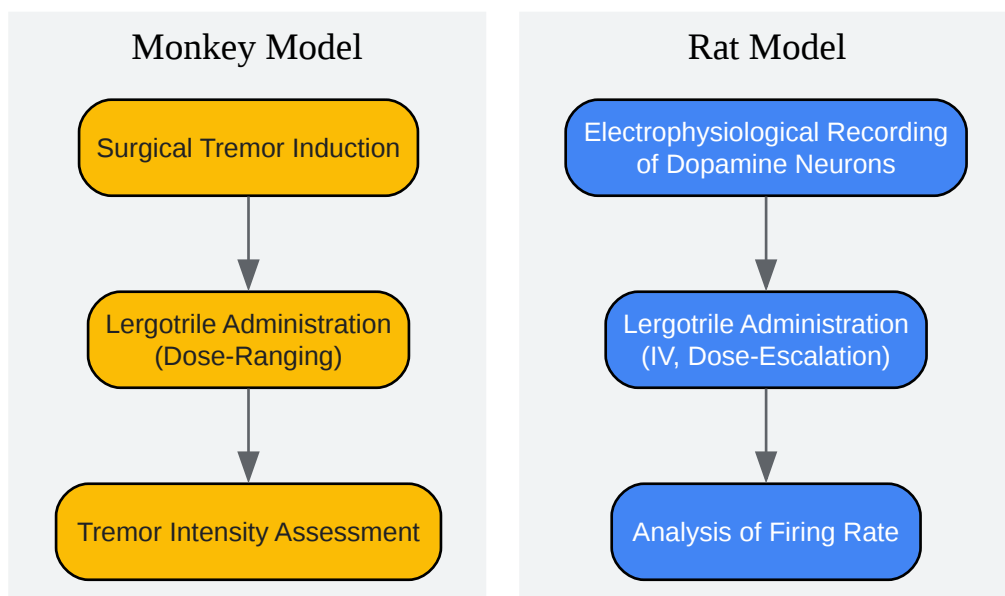 Monkey Model
Surgical Tremor Induction
Lergotrile Administration
(Dose-Ranging)
Tremor Intensity Assessment
Rat Model
Electrophysiological Recording
of Dopamine Neurons
Lergotrile Administration
(IV, Dose-Escalation)
Analysis of Firing Rate